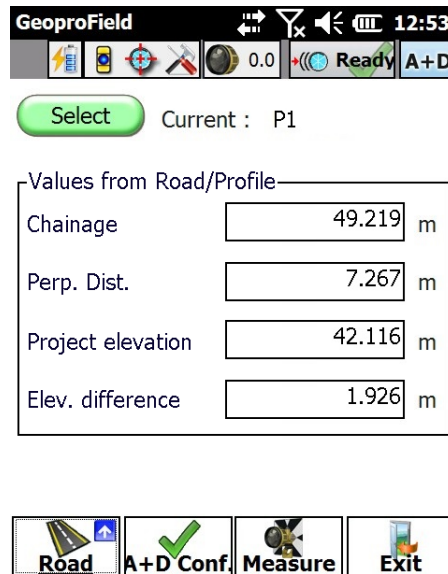 GeoproField 12:53
0.0 Ready A+D
Select Current : P1
Values from Road/Profile
Chainage 49.219 m
Perp. Dist. 7.267 m
Project elevation 42.116 m
Elev. difference 1.926 m
Road A+D Conf. Measure Exit